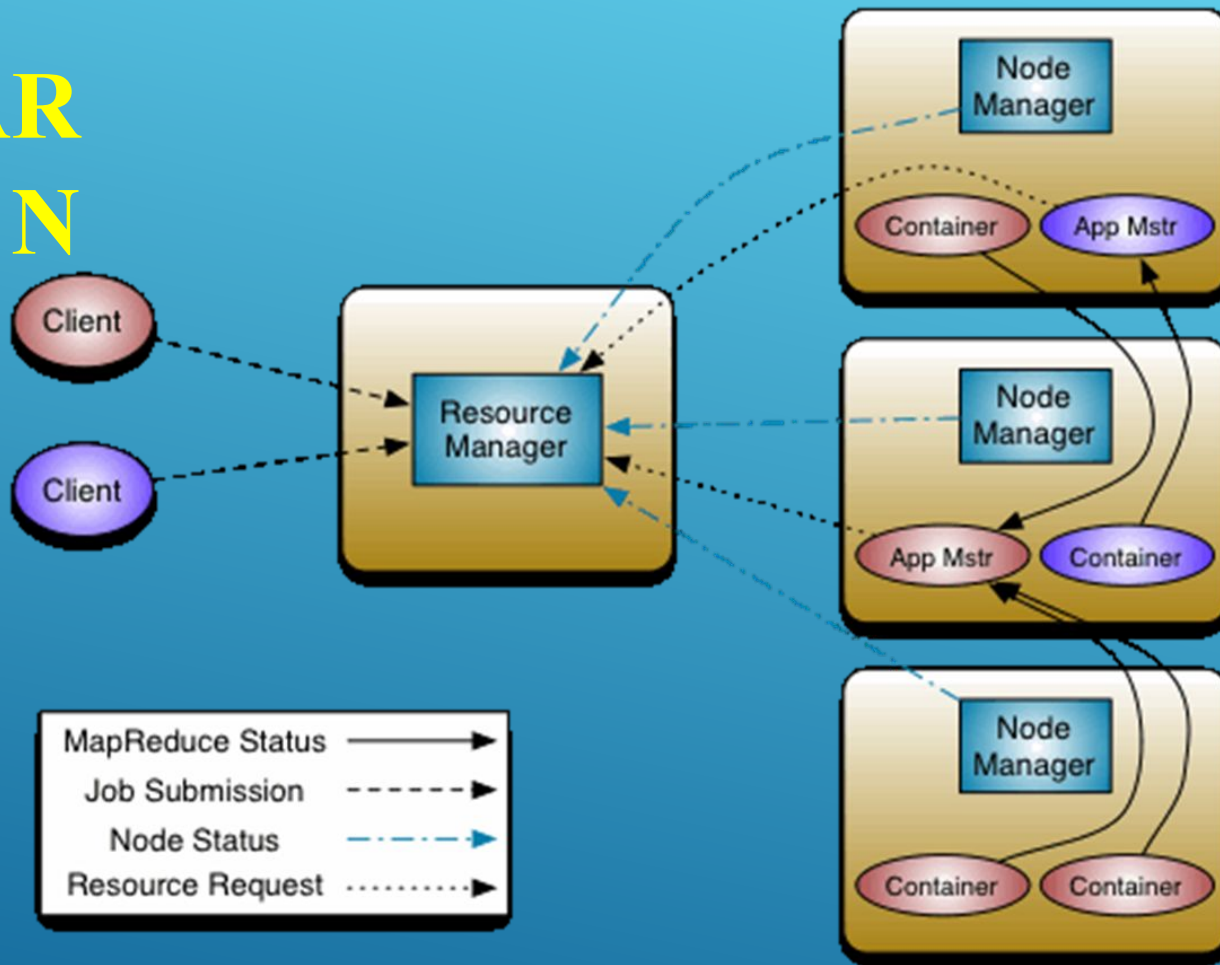 AR
N
Client
Client
Resource
Manager
Node
Manager
Container
App Mstr
Node
Manager
App Mstr
Container
Node
Manager
Container
Container
MapReduce Status
Job Submission
Node Status
Resource Request